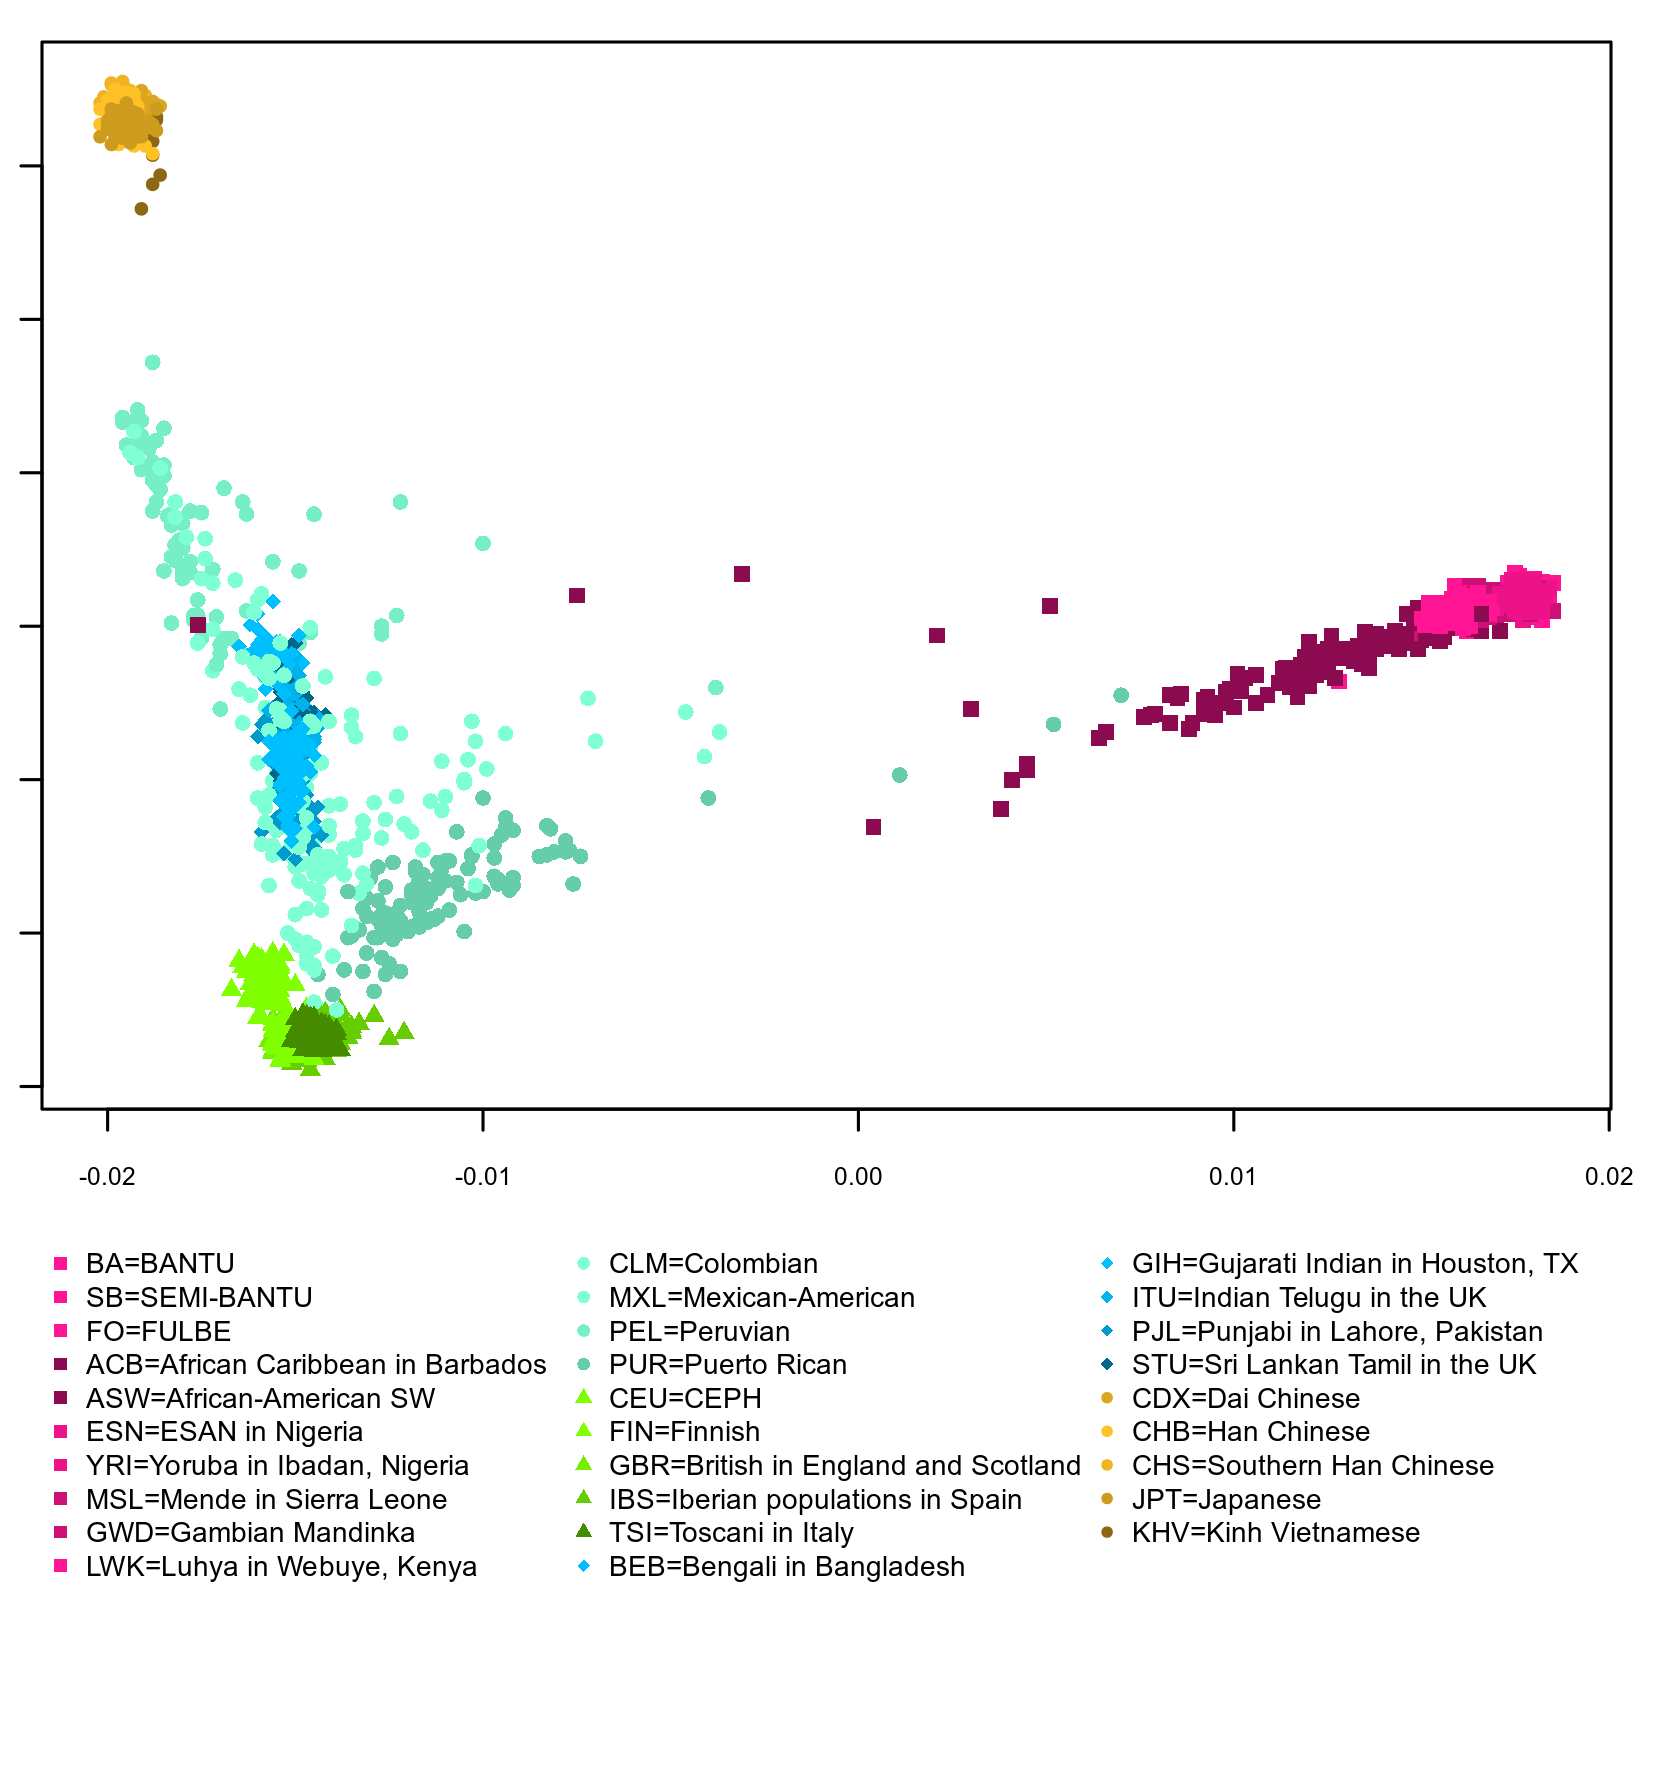 -0.02 -0.01 0.00 0.01 0.02
BA=BANTU
SB=SEMI-BANTU
FO=FULBE
ACB=African Caribbean in Barbados
ASW=African-American SW
ESN=ESAN in Nigeria
YRI=Yoruba in Ibadan, Nigeria
MSL=Mende in Sierra Leone
GWD=Gambian Mandinka
LWK=Luhya in Webuye, Kenya
CLM=Colombian
MXL=Mexican-American
PEL=Peruvian
PUR=Puerto Rican
CEU=CEPH
FIN=Finnish
GBR=British in England and Scotland
IBS=Iberian populations in Spain
TSI=Toscani in Italy
BEB=Bengali in Bangladesh
GIH=Gujarati Indian in Houston, TX
ITU=Indian Telugu in the UK
PJL=Punjabi in Lahore, Pakistan
STU=Sri Lankan Tamil in the UK
CDX=Dai Chinese
CHB=Han Chinese
CHS=Southern Han Chinese
JPT=Japanese
KHV=Kinh Vietnamese